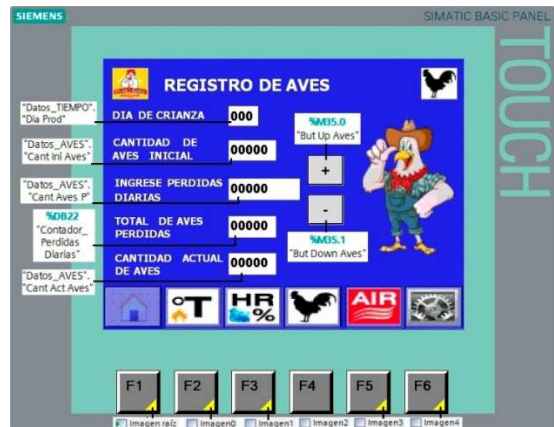 SIEMENS
SIMATIC BASIC PANEL
TOUCH
REGISTRO DE AVES
"Datos_TIEMPO".
"Dia Prod"
DIA DE CRIANZA
000
%M35.0
"But Up Aves"
"Datos_AVES".
"Cant Ini Aves"
CANTIDAD DE
AVES INICIAL
00000
+
"Datos_AVES".
"Cant Aves P"
INGRESE PERDIDAS
DIARIAS
00000
-
%DB22
"Contador_
Perdidas
Diarias"
TOTAL DE AVES
PERDIDAS
00000
%M35.1
"But Down Aves"
"Datos_AVES".
"Cant Act Aves"
CANTIDAD ACTUAL
DE AVES
00000
°T
HR
%
AIR
F1
F2
F3
F4
F5
F6
Imagen raíz
Imagen0
Imagen1
Imagen2
Imagen3
Imagen4